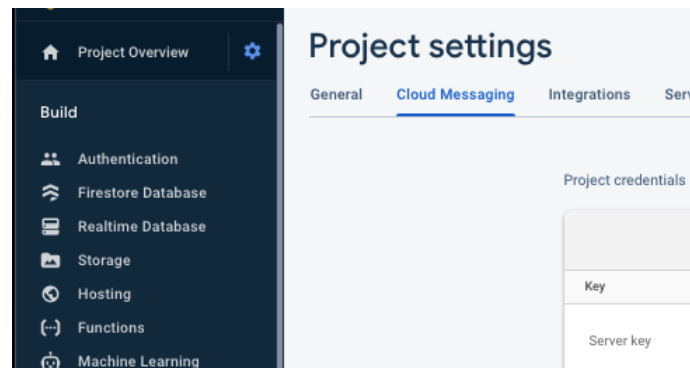 Project Overview
Project settings
General Cloud Messaging Integrations
Build
Authentication
Firestore Database
Realtime Database
Storage
Hosting
Functions
Machine Learning
Project credentials
Key
Server key